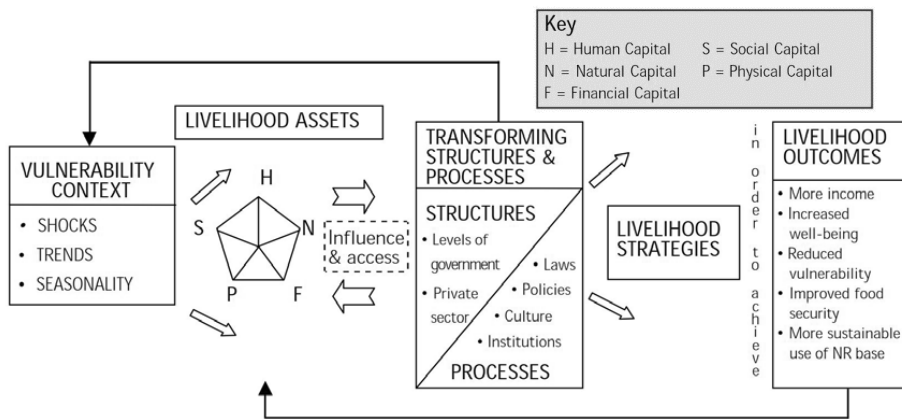 Key
H = Human Capital S = Social Capital
N = Natural Capital P = Physical Capital
F = Financial Capital
LIVELIHOOD ASSETS
VULNERABILITY
CONTEXT
• SHOCKS
• TRENDS
• SEASONALITY
H
S
N
P
F
Influence
& access
TRANSFORMING
STRUCTURES &
PROCESSES
STRUCTURES
• Levels of
government
• Private
sector
• Laws
• Policies
• Culture
• Institutions
PROCESSES
LIVELIHOOD
STRATEGIES
in order to achieve
LIVELIHOOD
OUTCOMES
• More income
• Increased
well-being
• Reduced
vulnerability
• Improved food
security
• More sustainable
use of NR base